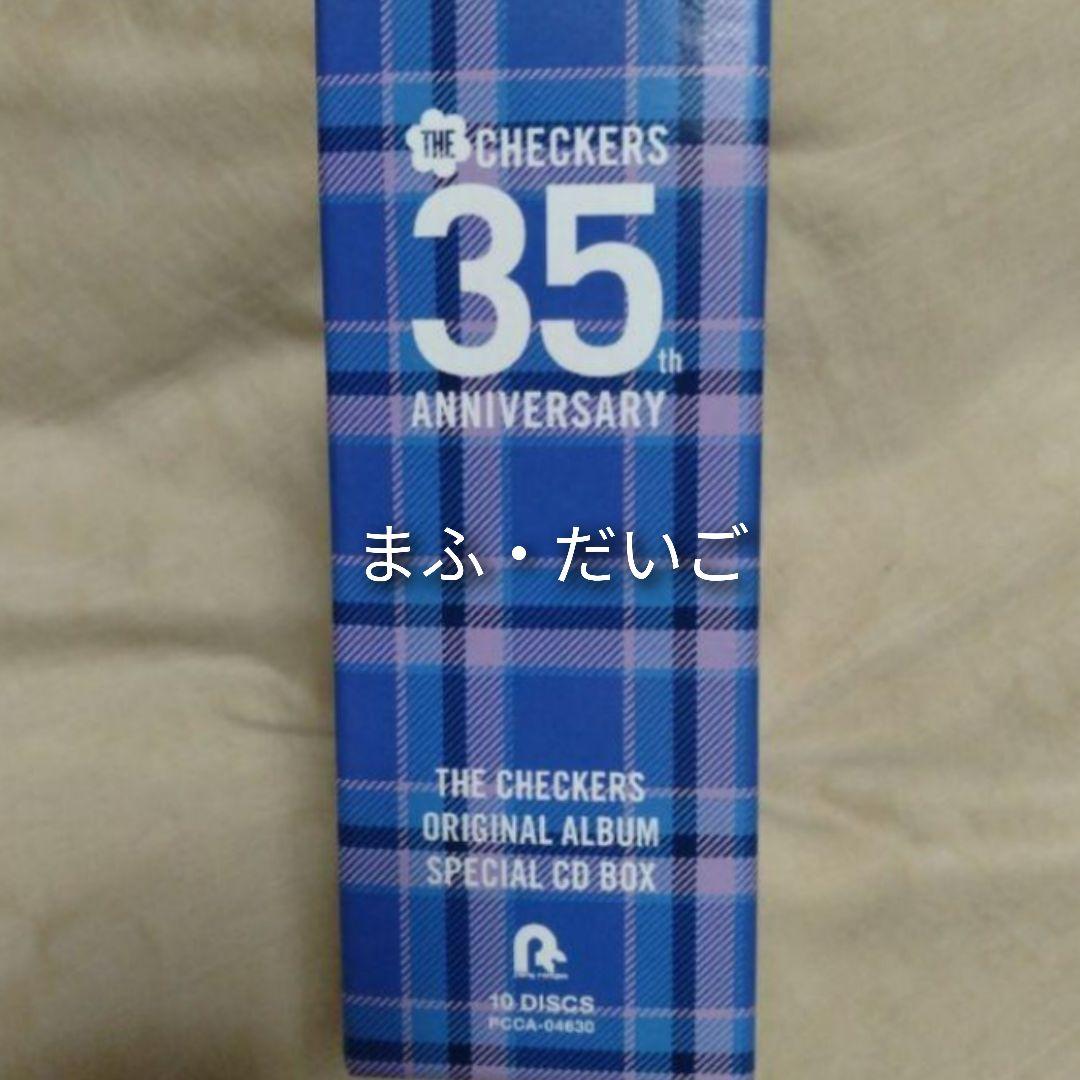 THE CHECKERS
35th
ANNIVERSARY
まふ・だいご
THE CHECKERS
ORIGINAL ALBUM
SPECIAL CD BOX
10 DISCS
PCCA-04630